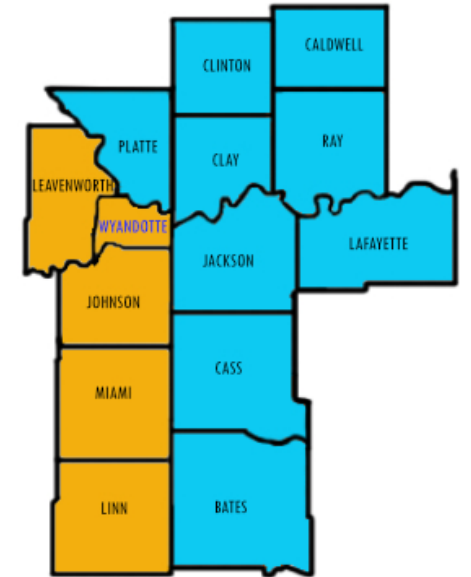 CALDWELL
CLINTON
RAY
PLATTE
CLAY
LEAVENWORTH
WYANDOTTE
LAFAYETTE
JACKSON
JOHNSON
CASS
MIAMI
LINN
BATES